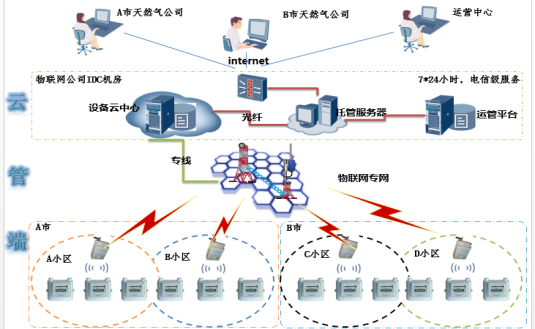 A市天然气公司
B市天然气公司
运营中心
internet
物联网公司IDC机房
7*24小时，电信级服务
云
设备云中心
光纤
托管服务器
运管平台
专线
管
物联网专网
端
A市
B市
A小区
B小区
C小区
D小区